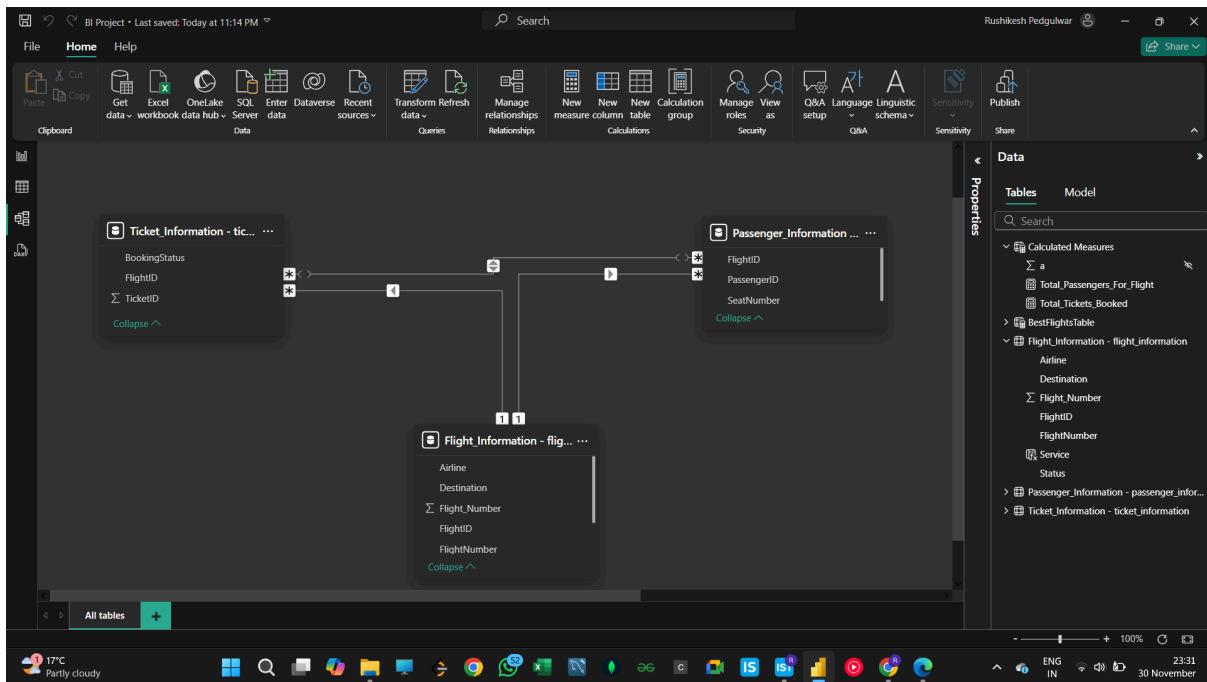 BI Project • Last saved: Today at 11:14 PM
Search
Rushikesh Pedgulwar
File Home Help
Share
Paste
Cut
Copy
Get data
Excel workbook
OneLake data hub
SQL Server
Enter data
Dataverse
Recent sources
Transform data
Refresh
Manage relationships
New measure
New column
New table
Calculation group
Manage roles
View as
Q&A setup
Language
Linguistic schema
Sensitivity
Publish
Clipboard
Data
Queries
Relationships
Calculations
Security
Q&A
Sensitivity
Share
Ticket_Information - tic... ...
BookingStatus
FlightID
Σ TicketID
Collapse
* 
*
Passenger_Information ... ...
FlightID
PassengerID
SeatNumber
Collapse
*
*
1 1
Flight_Information - flig... ...
Airline
Destination
Σ Flight_Number
FlightID
FlightNumber
Collapse
Properties
Data
Tables Model
Search
Calculated Measures
Σ a
Total_Passengers_For_Flight
Total_Tickets_Booked
BestFlightsTable
Flight_Information - flight_information
Airline
Destination
Σ Flight_Number
FlightID
FlightNumber
Service
Status
Passenger_Information - passenger_infor...
Ticket_Information - ticket_information
All tables +
- + 100%
1
17°C
Partly cloudy
52
ENG
IN
23:31
30 November